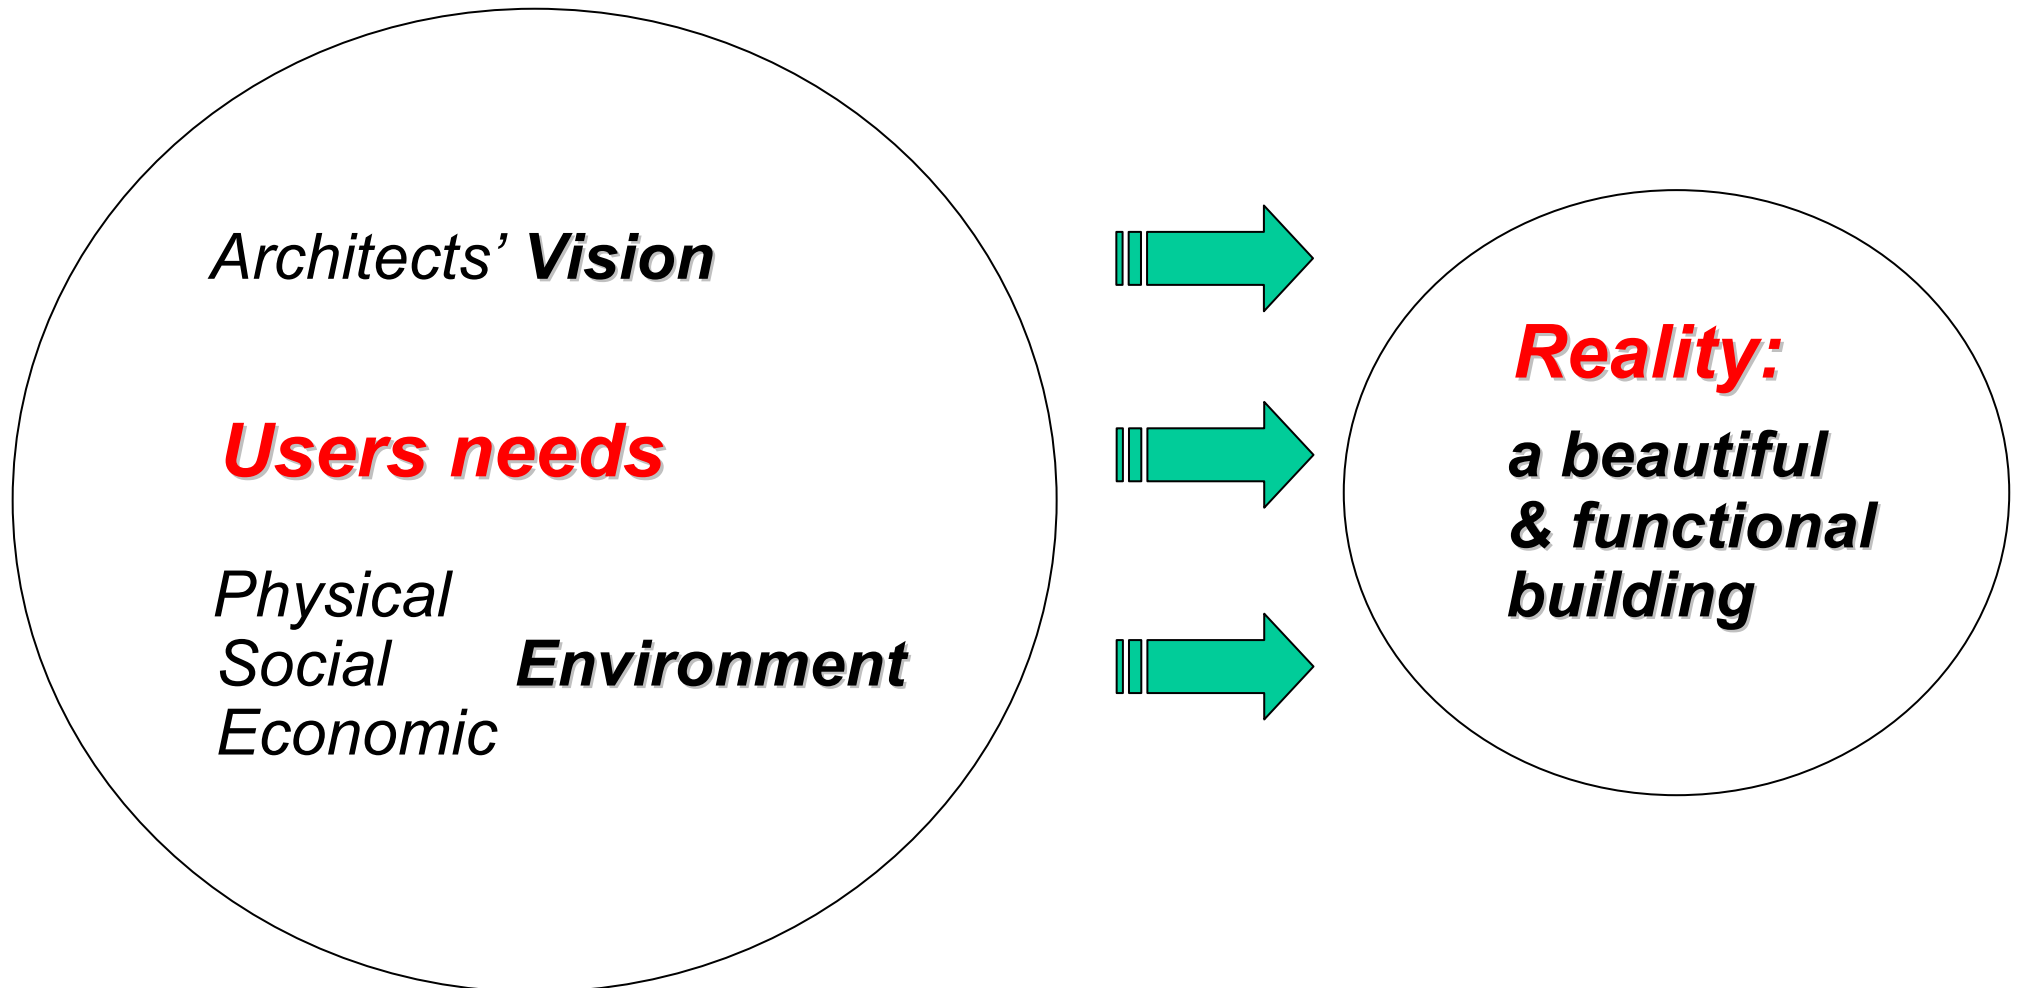 Architects’ Vision
Users needs
Physical
Social Environment
Economic
Reality:
a beautiful
& functional
building